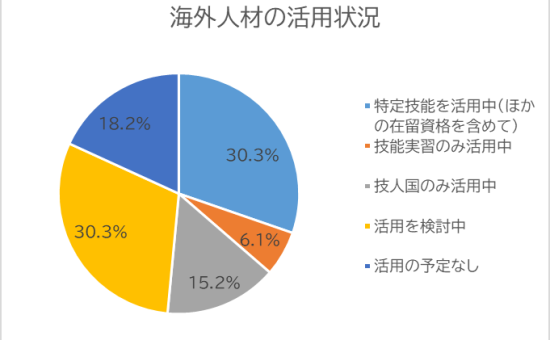 海外人材の活用状況
18.2%
30.3%
30.3%
6.1%
15.2%
特定技能を活用中（ほか
の在留資格を含めて）
技能実習のみ活用中
技人国のみ活用中
活用を検討中
活用の予定なし